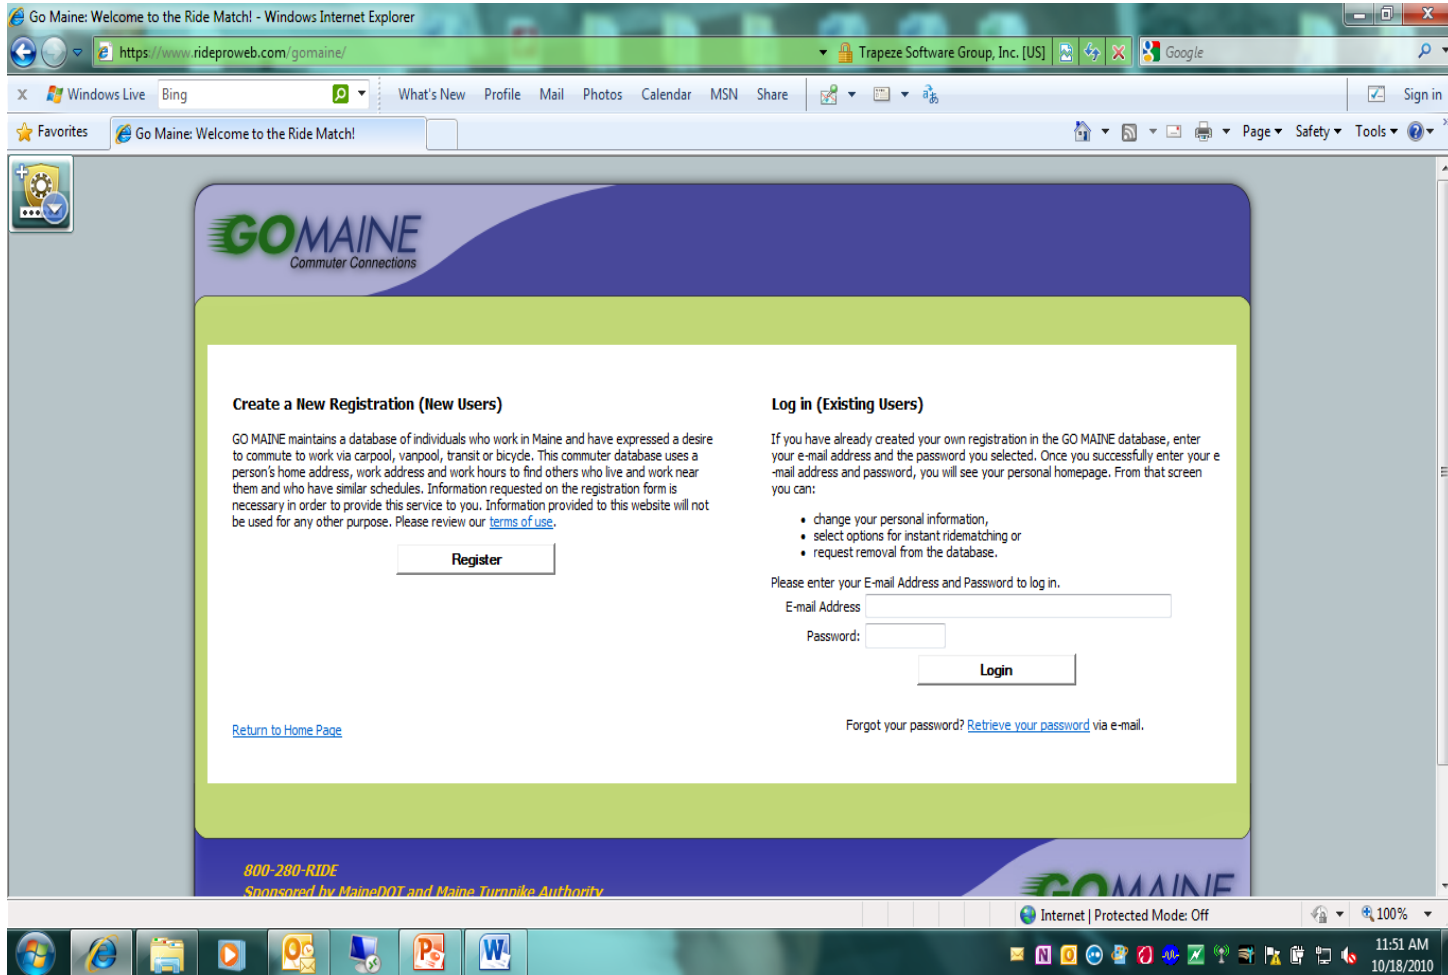 Go Maine: Welcome to the Ride Match! - Windows Internet Explorer
https://www.rideproweb.com/gomaine/
Trapeze Software Group, Inc. [US]
Google
x Windows Live Bing What's New Profile Mail Photos Calendar MSN Share Sign in
Favorites Go Maine: Welcome to the Ride Match! Page Safety Tools
GOMAINE
Commuter Connections
Create a New Registration (New Users)
GO MAINE maintains a database of individuals who work in Maine and have expressed a desire
to commute to work via carpool, vanpool, transit or bicycle. This commuter database uses a
person's home address, work address and work hours to find others who live and work near
them and who have similar schedules. Information requested on the registration form is
necessary in order to provide this service to you. Information provided to this website will not
be used for any other purpose. Please review our terms of use.
Register
Return to Home Page
Log in (Existing Users)
If you have already created your own registration in the GO MAINE database, enter
your e-mail address and the password you selected. Once you successfully enter your e
-mail address and password, you will see your personal homepage. From that screen
you can:
• change your personal information,
• select options for instant ridematching or
• request removal from the database.
Please enter your E-mail Address and Password to log in.
E-mail Address
Password:
Login
Forgot your password? Retrieve your password via e-mail.
800-280-RIDE
Sponsored by MaineDOT and Maine Turnpike Authority
GOMAINE
Internet | Protected Mode: Off
100%
11:51 AM
10/18/2010